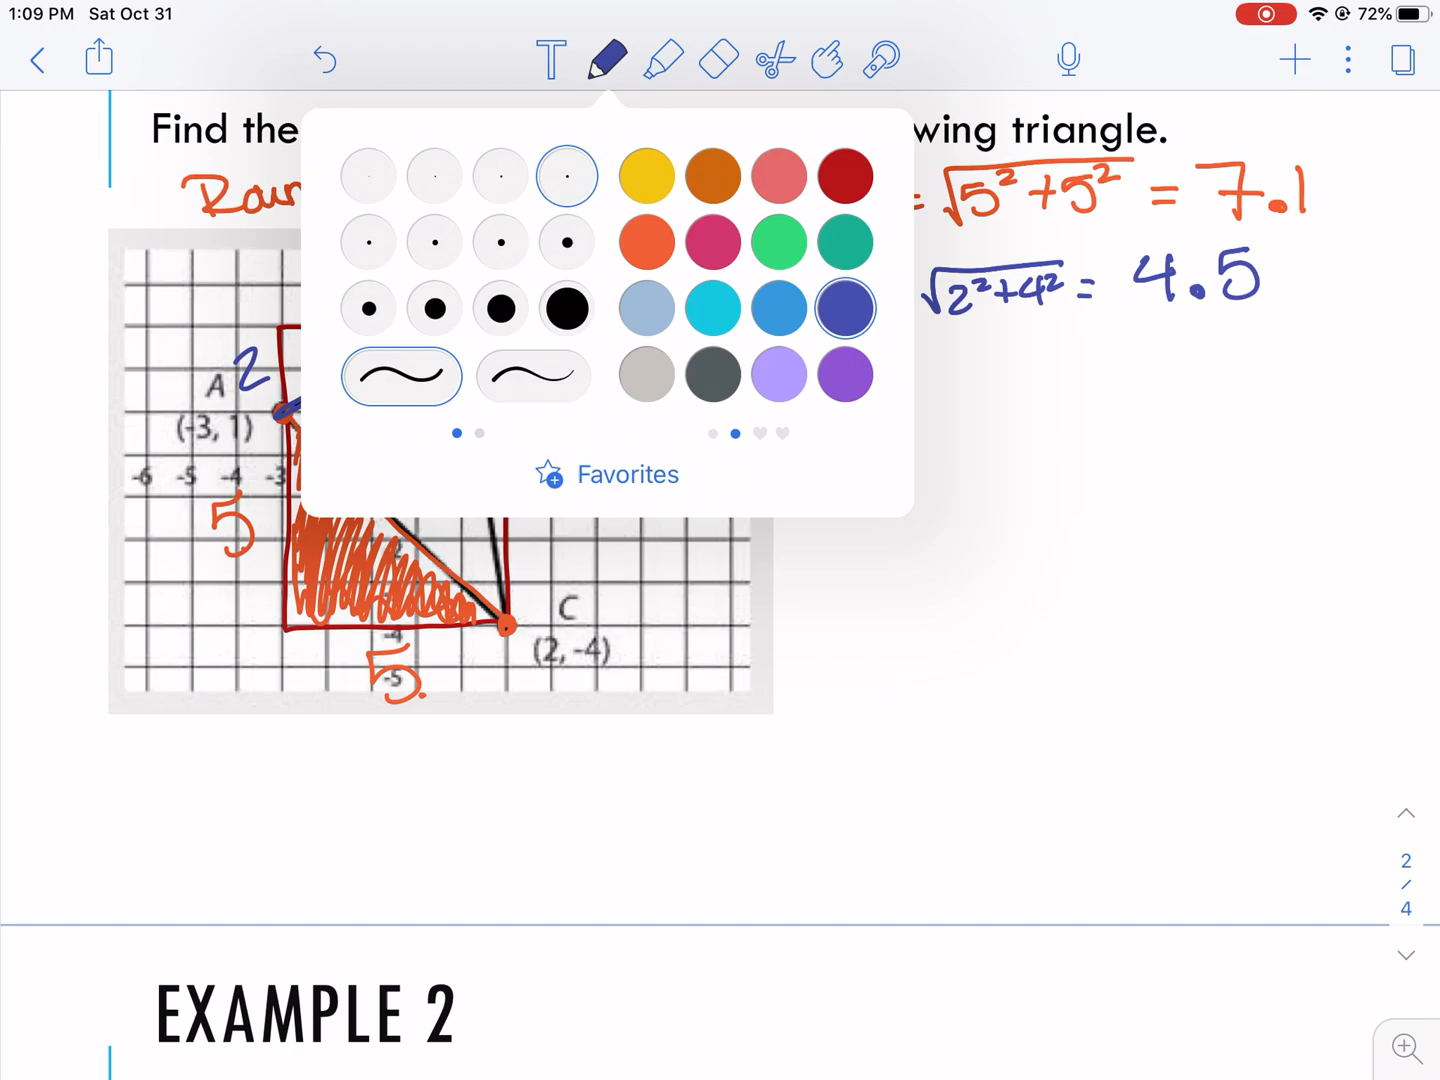 1:09 PM Sat Oct 31 72%
T
Find the wing triangle.
= √5²+5² = 7.1
√2²+4² = 4.5
A 2
(-3, 1)
-6 -5 -4 -3
Favorites
5
C
-4
(2, -4)
5.
-5
2
/
4
EXAMPLE 2